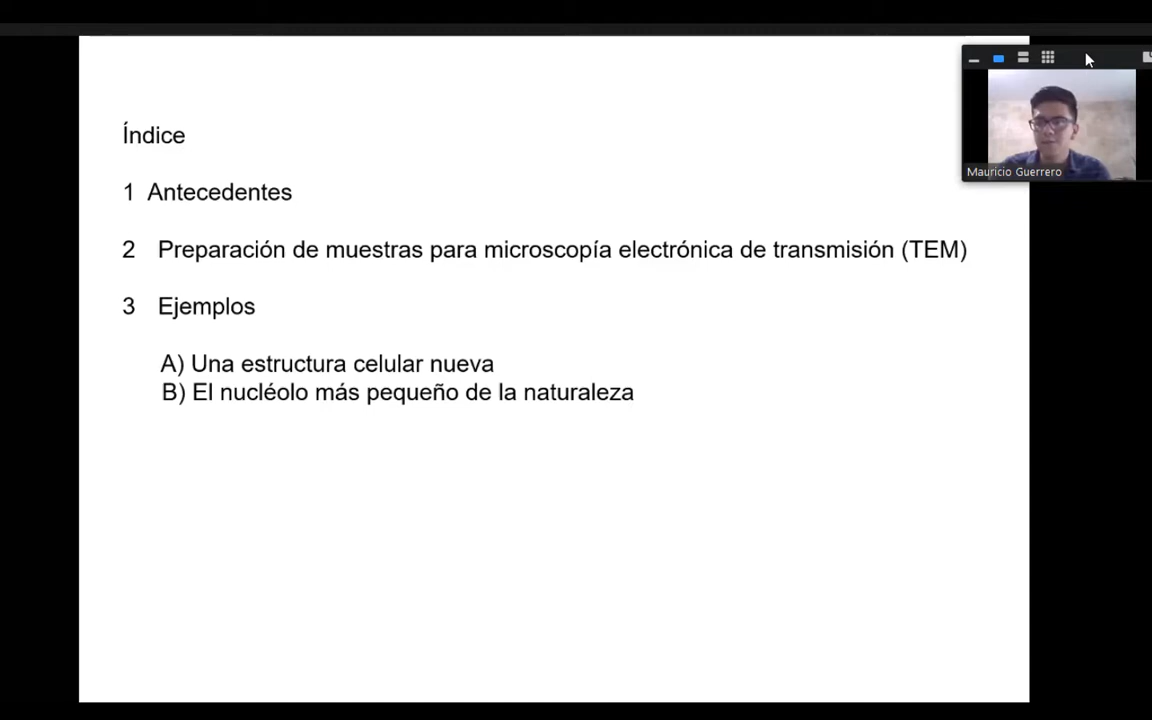 Índice
1 Antecedentes
2 Preparación de muestras para microscopía electrónica de transmisión (TEM)
3 Ejemplos
A) Una estructura celular nueva
B) El nucléolo más pequeño de la naturaleza
Mauricio Guerrero